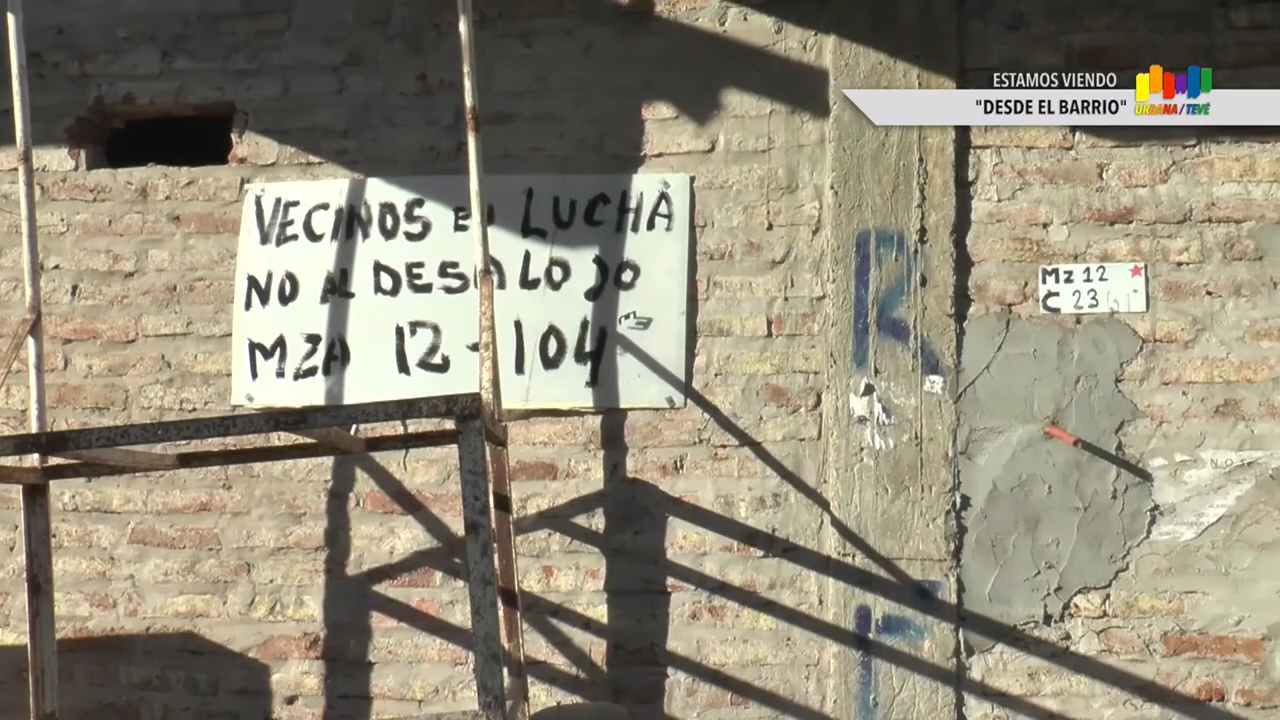 ESTAMOS VIENDO
"DESDE EL BARRIO"
URBANA/TEVÉ
VECINOS EN LUCHA
NO AL DESALOJO
MZA 12-104
Mz 12
C 23
R